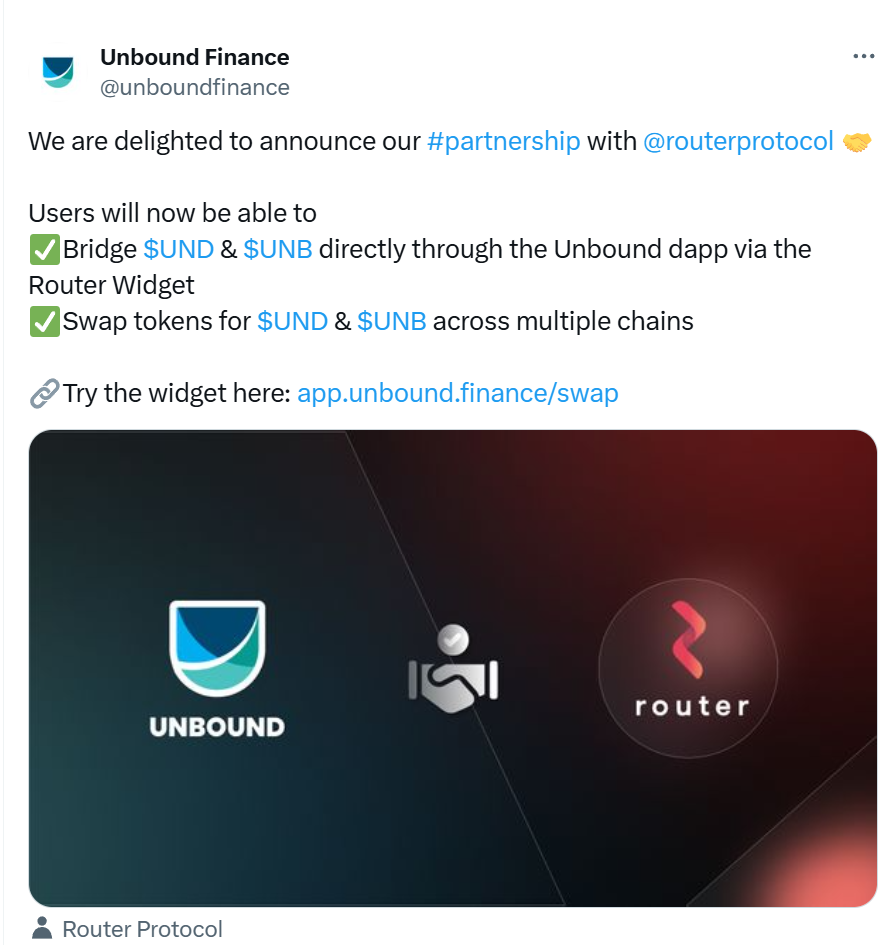 Unbound Finance
@unboundfinance
We are delighted to announce our #partnership with @routerprotocol 🤝
Users will now be able to
✅Bridge $UND & $UNB directly through the Unbound dapp via the
Router Widget
✅Swap tokens for $UND & $UNB across multiple chains
🔗Try the widget here: app.unbound.finance/swap
UNBOUND
router
Router Protocol